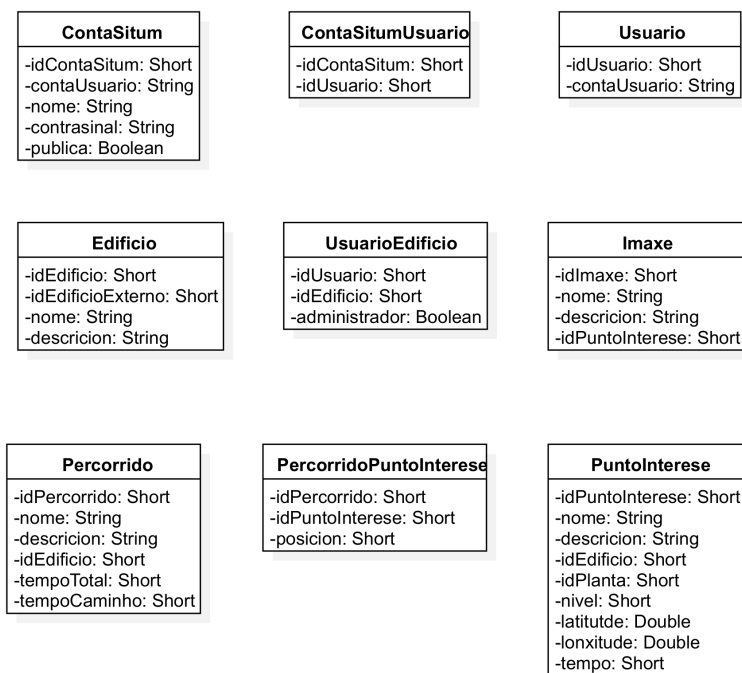 ContaSitum
-idContaSitum: Short
-contaUsuario: String
-nome: String
-contrasinal: String
-publica: Boolean
ContaSitumUsuario
-idContaSitum: Short
-idUsuario: Short
Usuario
-idUsuario: Short
-contaUsuario: String
Edificio
-idEdificio: Short
-idEdificioExterno: Short
-nome: String
-descricion: String
UsuarioEdificio
-idUsuario: Short
-idEdificio: Short
-administrador: Boolean
Imaxe
-idImaxe: Short
-nome: String
-descricion: String
-idPuntoInterese: Short
Percorrido
-idPercorrido: Short
-nome: String
-descricion: String
-idEdificio: Short
-tempoTotal: Short
-tempoCaminho: Short
PercorridoPuntoInterese
-idPercorrido: Short
-idPuntoInterese: Short
-posicion: Short
PuntoInterese
-idPuntoInterese: Short
-nome: String
-descricion: String
-idEdificio: Short
-idPlanta: Short
-nivel: Short
-latitutde: Double
-lonxitude: Double
-tempo: Short